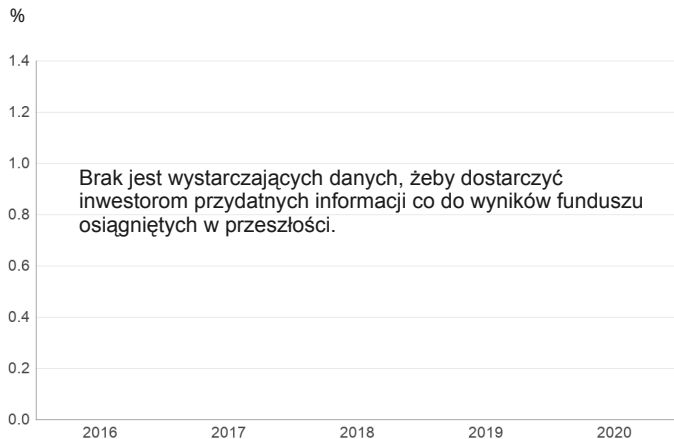 %
1.4
1.2
1.0
Brak jest wystarczających danych, żeby dostarczyć
inwestorom przydatnych informacji co do wyników funduszu
osiągniętych w przeszłości.
0.8
0.6
0.4
0.2
0.0
2016 2017 2018 2019 2020